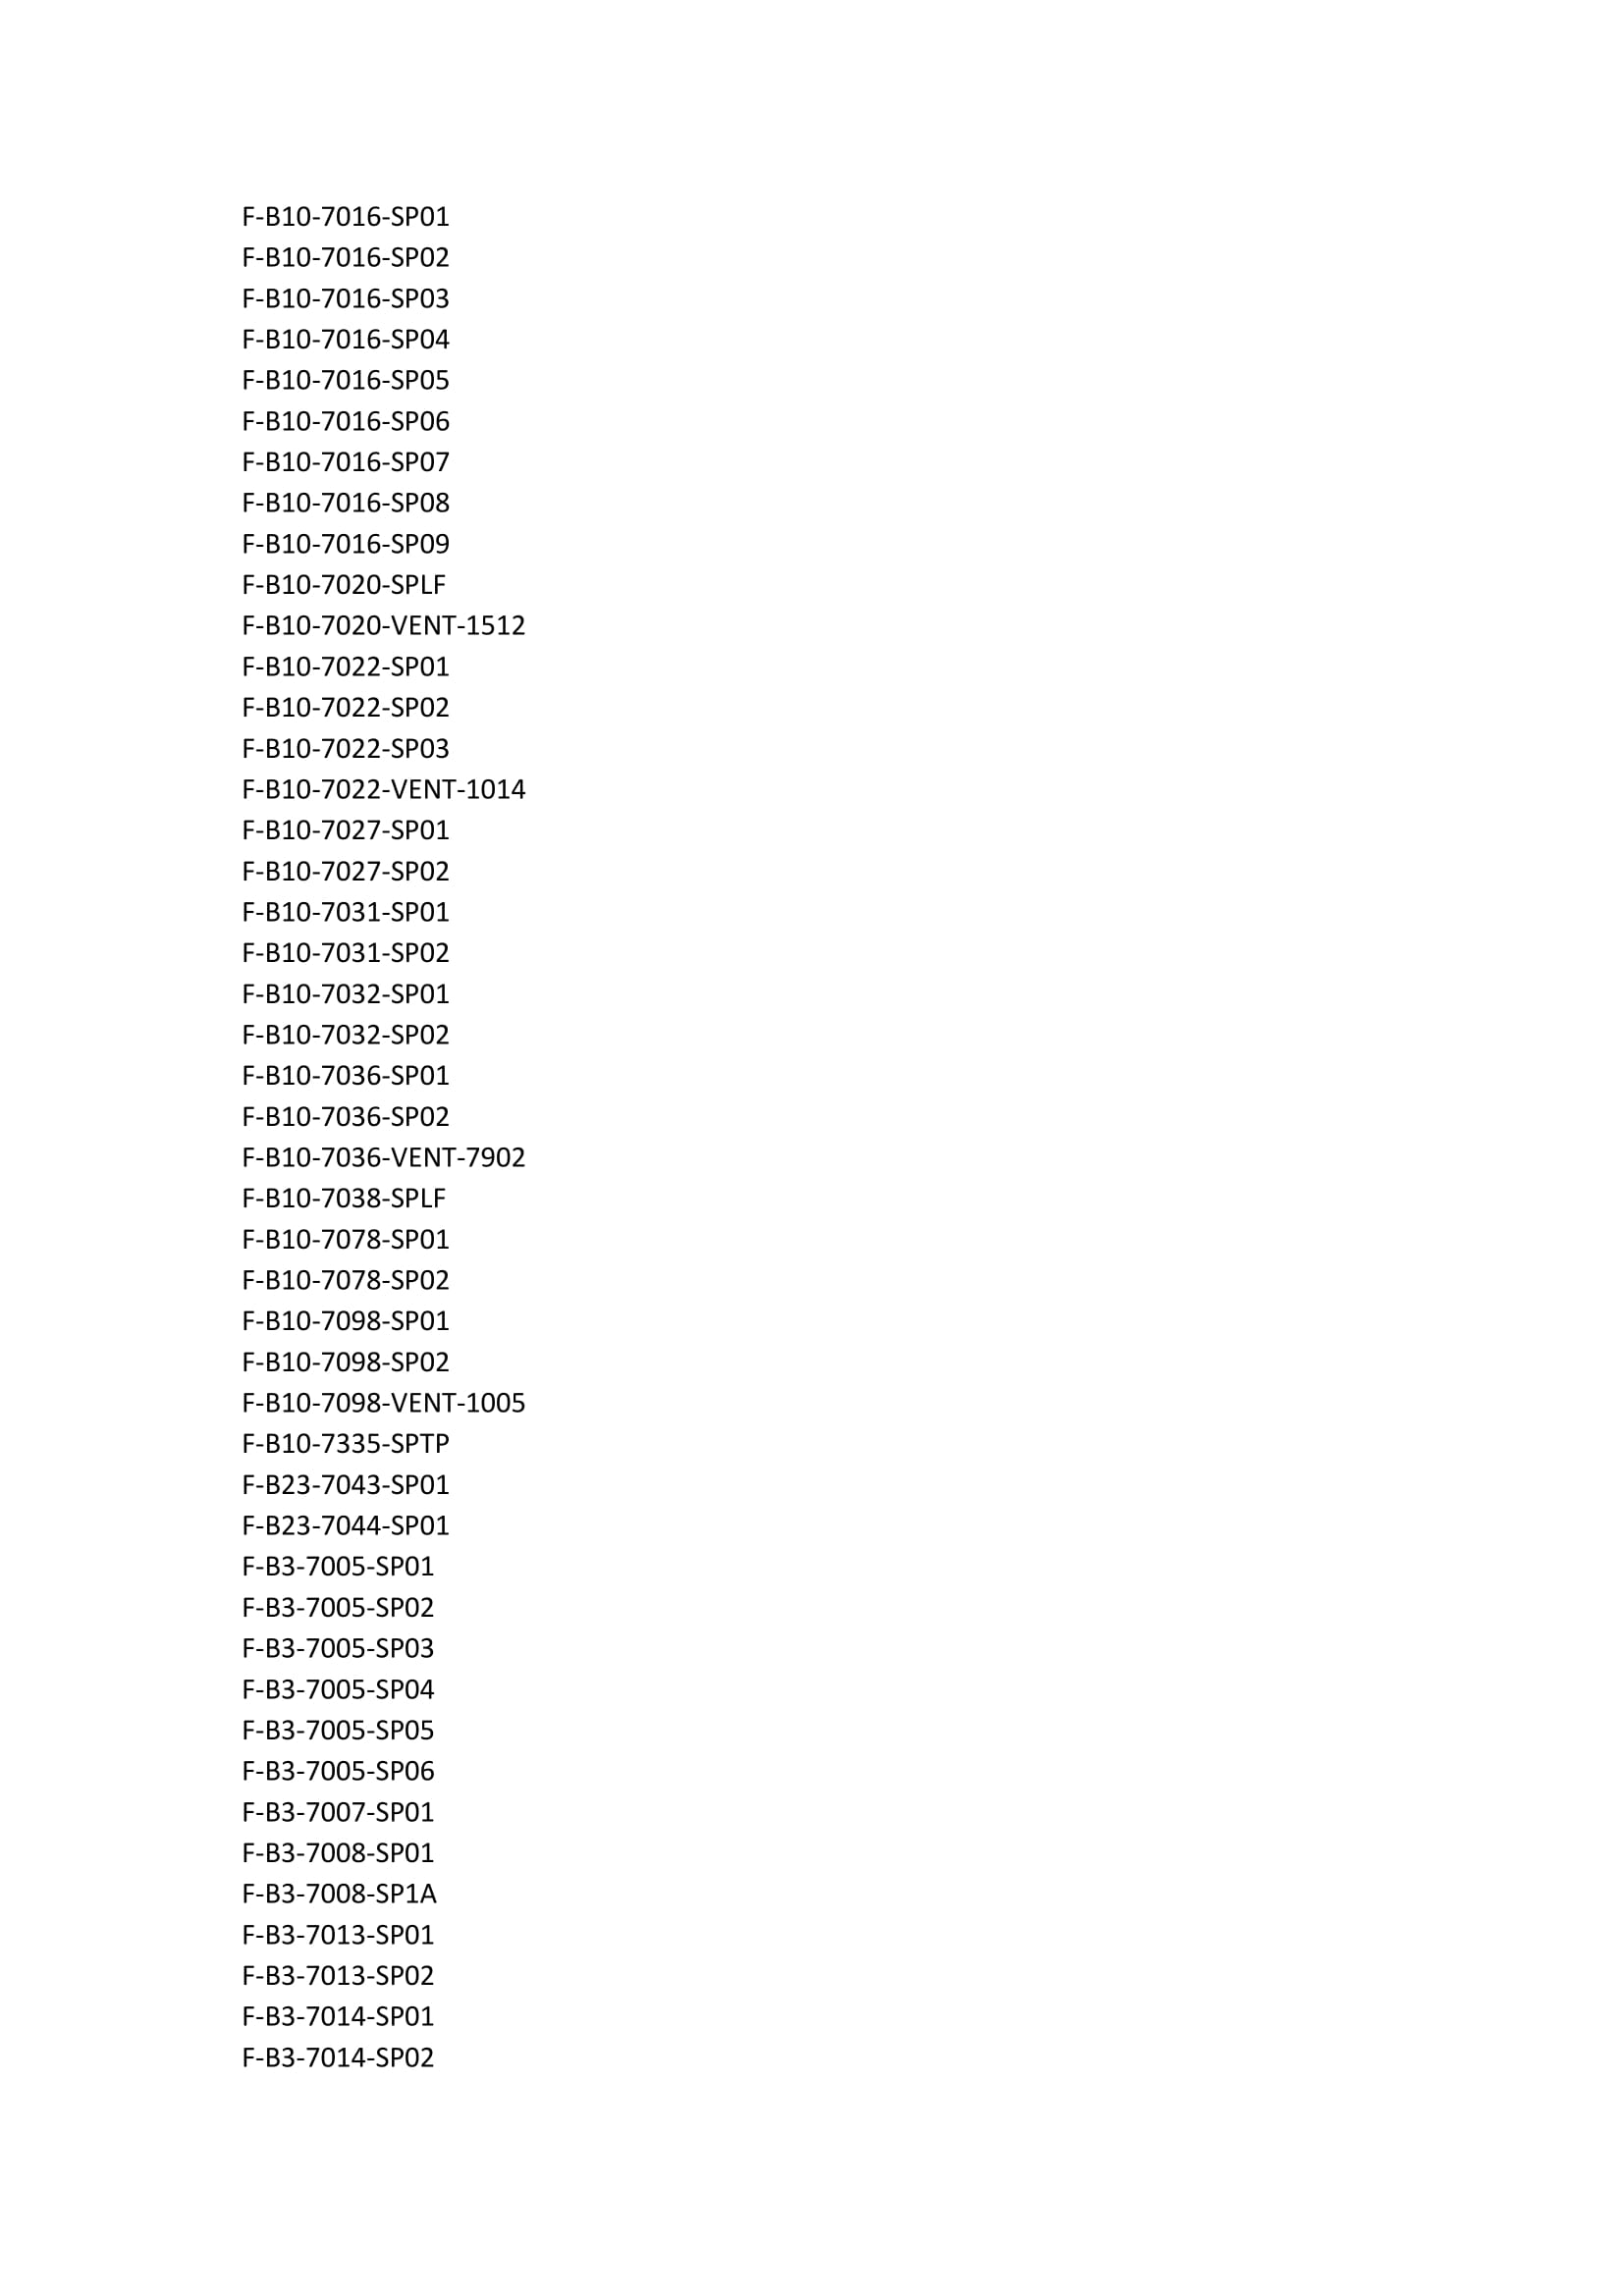 F-B10-7016-SP01
F-B10-7016-SP02
F-B10-7016-SP03
F-B10-7016-SP04
F-B10-7016-SP05
F-B10-7016-SP06
F-B10-7016-SP07
F-B10-7016-SP08
F-B10-7016-SP09
F-B10-7020-SPLF
F-B10-7020-VENT-1512
F-B10-7022-SP01
F-B10-7022-SP02
F-B10-7022-SP03
F-B10-7022-VENT-1014
F-B10-7027-SP01
F-B10-7027-SP02
F-B10-7031-SP01
F-B10-7031-SP02
F-B10-7032-SP01
F-B10-7032-SP02
F-B10-7036-SP01
F-B10-7036-SP02
F-B10-7036-VENT-7902
F-B10-7038-SPLF
F-B10-7078-SP01
F-B10-7078-SP02
F-B10-7098-SP01
F-B10-7098-SP02
F-B10-7098-VENT-1005
F-B10-7335-SPTP
F-B23-7043-SP01
F-B23-7044-SP01
F-B3-7005-SP01
F-B3-7005-SP02
F-B3-7005-SP03
F-B3-7005-SP04
F-B3-7005-SP05
F-B3-7005-SP06
F-B3-7007-SP01
F-B3-7008-SP01
F-B3-7008-SP1A
F-B3-7013-SP01
F-B3-7013-SP02
F-B3-7014-SP01
F-B3-7014-SP02